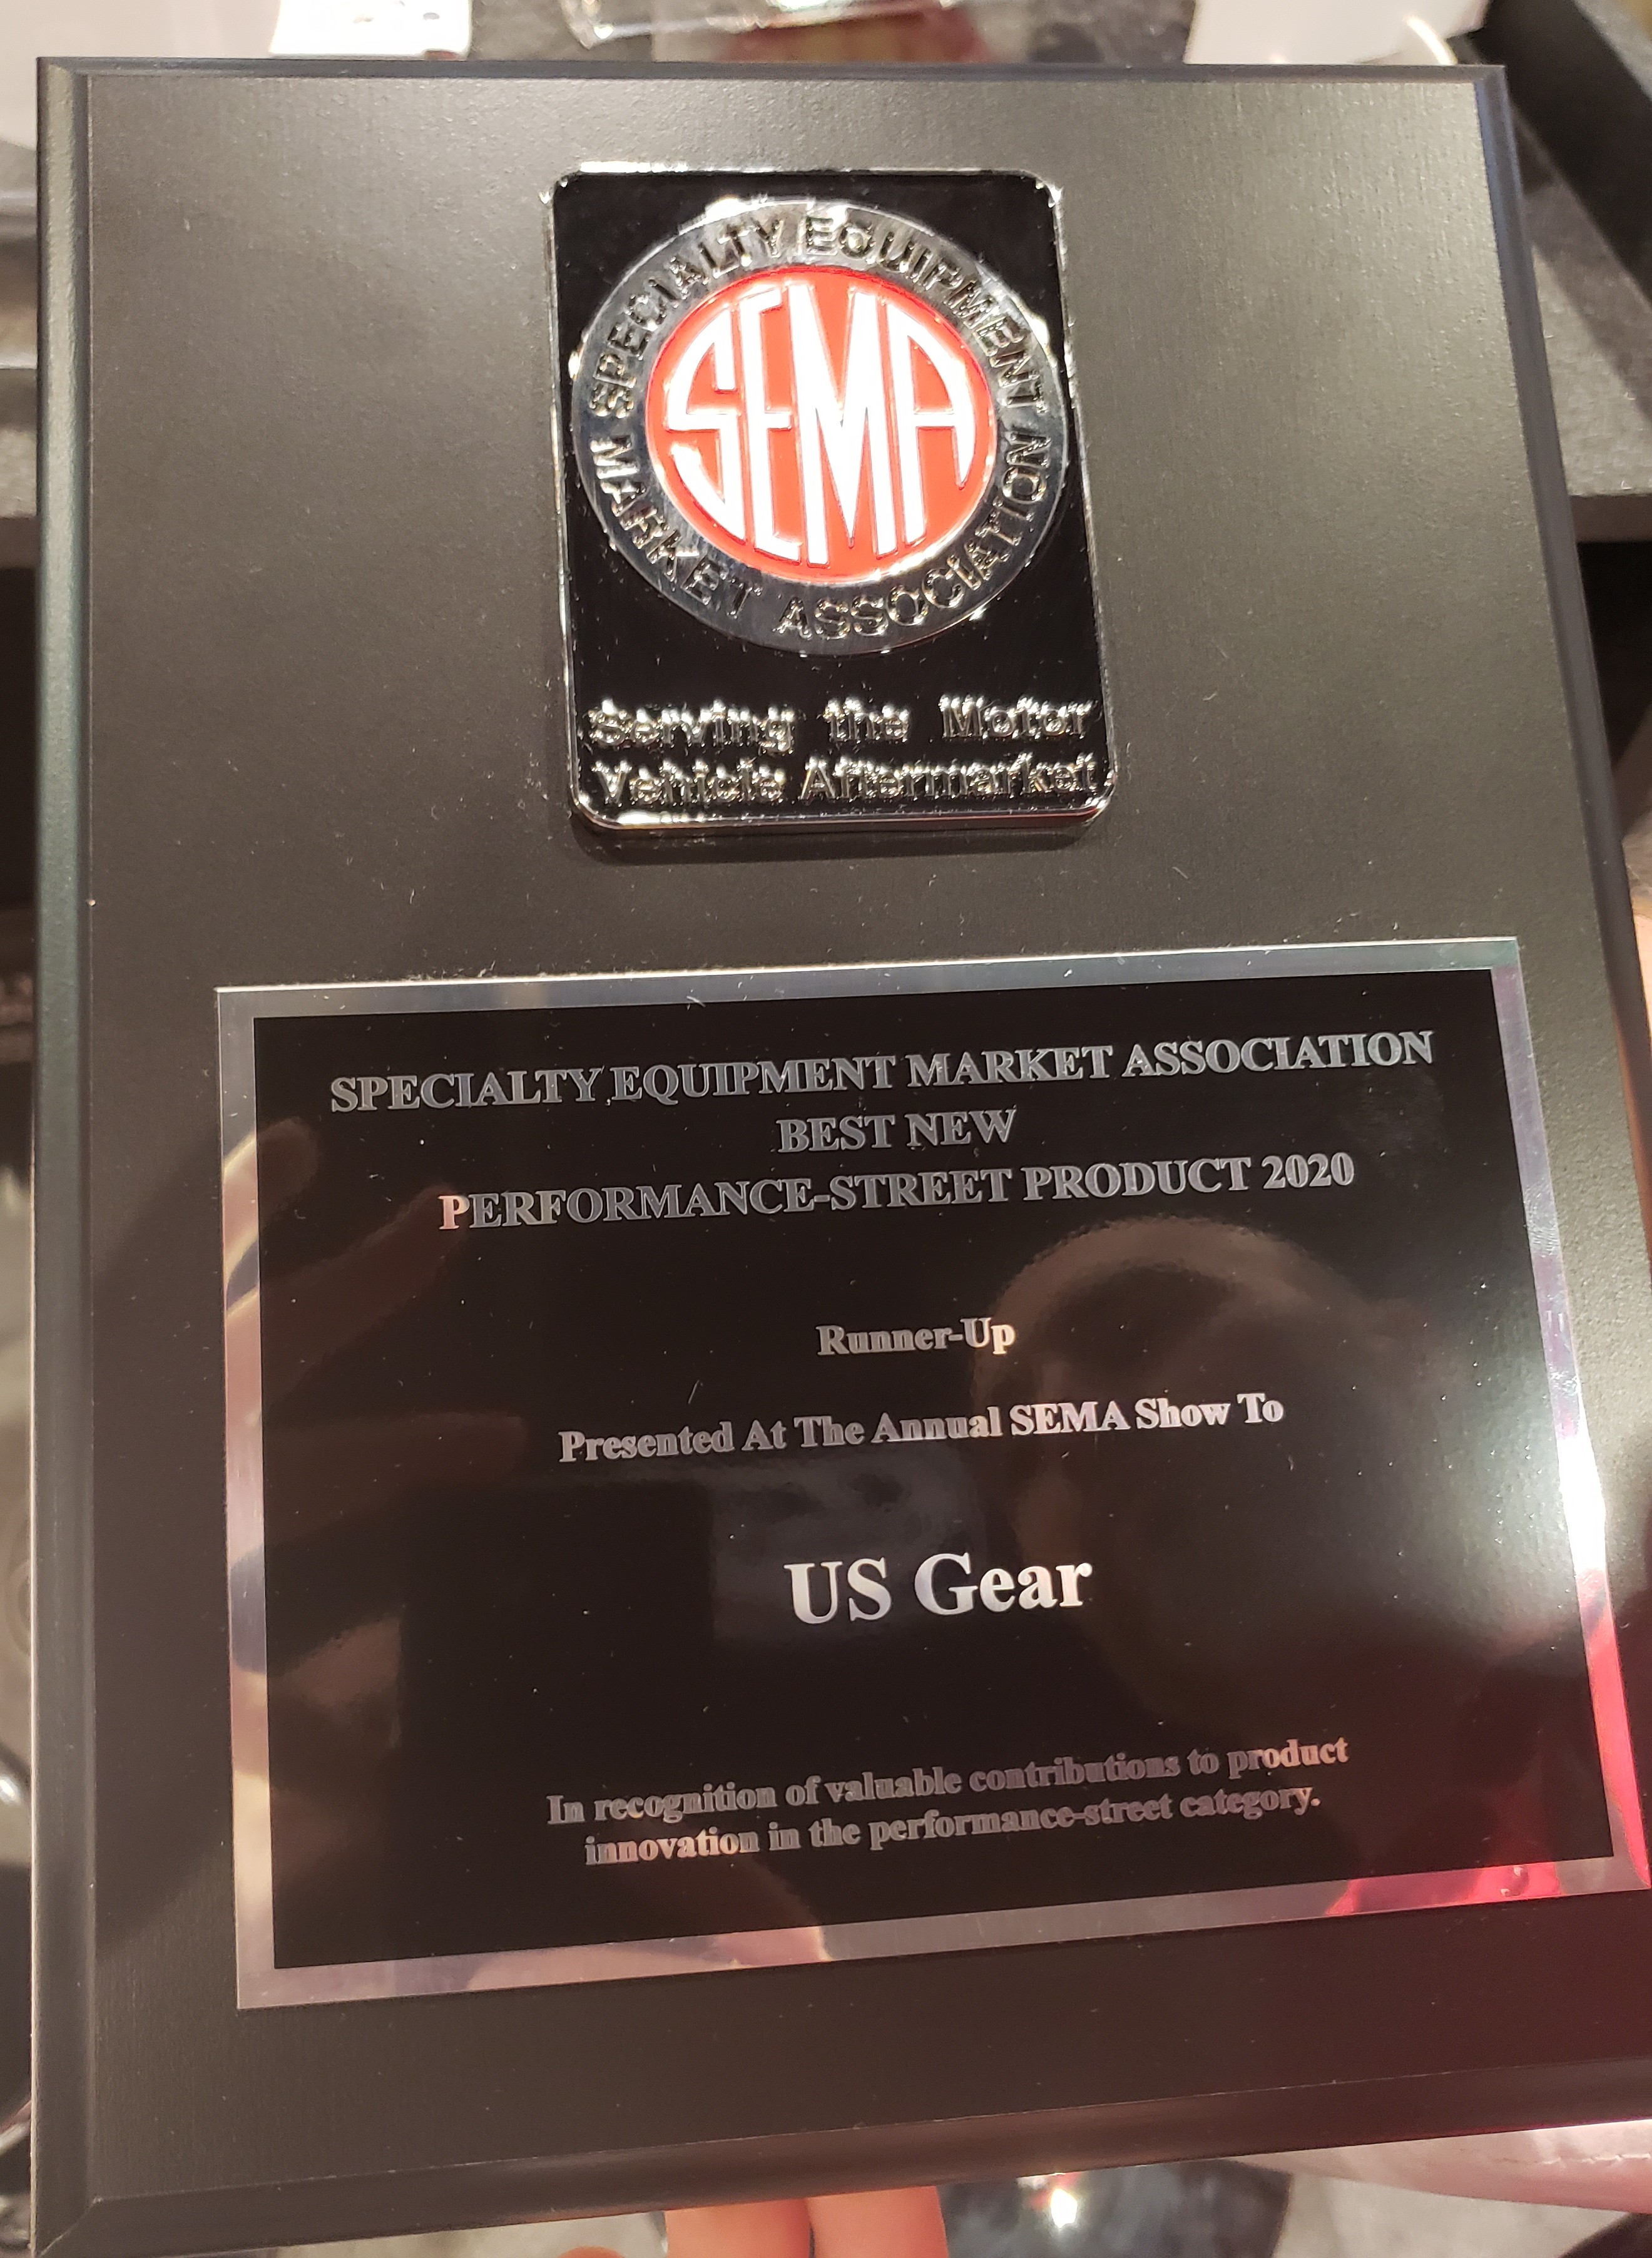 SPECIALTY EQUIPMENT
SEMA
MARKET ASSOCIATION
Serving the Motor
Vehicle Aftermarket
SPECIALTY EQUIPMENT MARKET ASSOCIATION
BEST NEW
PERFORMANCE-STREET PRODUCT 2020
Runner-Up
Presented At The Annual SEMA Show To
US Gear
In recognition of valuable contributions to product
innovation in the performance-street category.